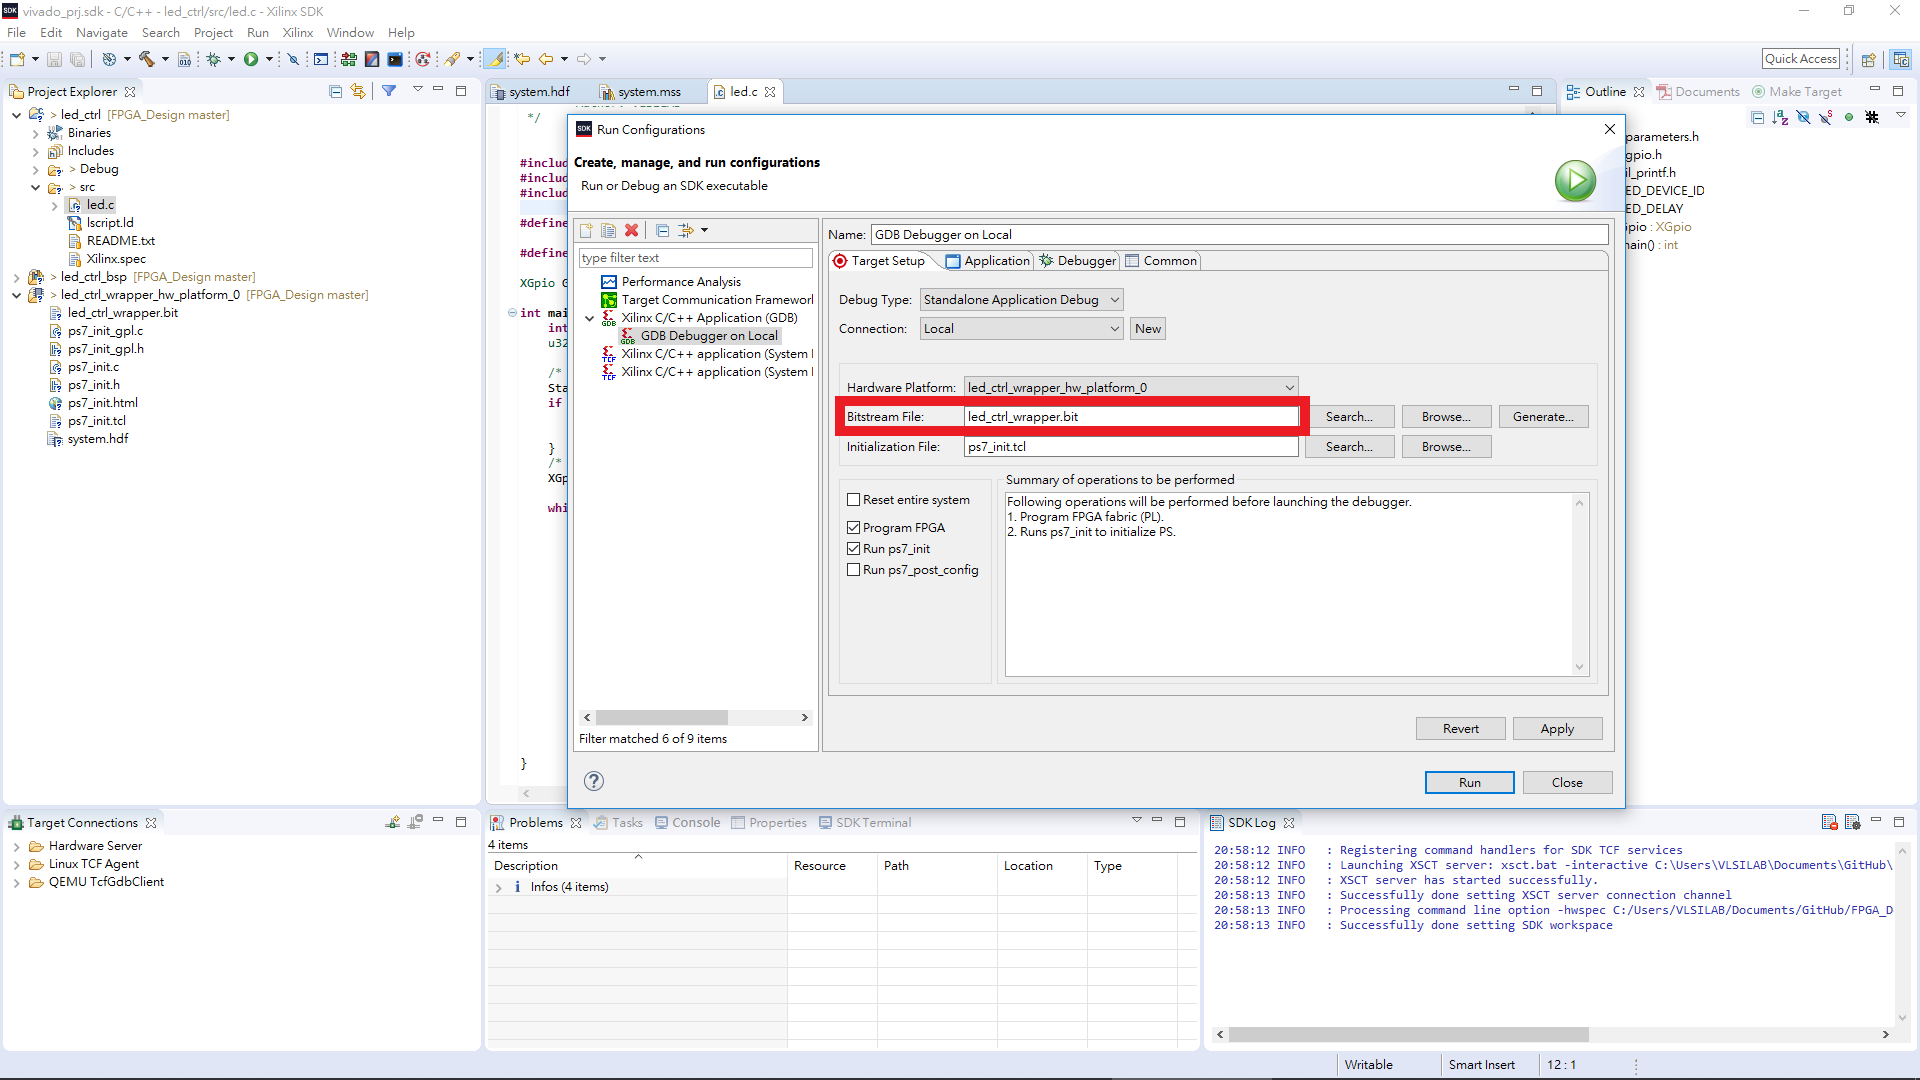 vivado_prj.sdk - C/C++ - led_ctrl/src/led.c - Xilinx SDK
File Edit Navigate Search Project Run Xilinx Window Help
Quick Access
Project Explorer
> led_ctrl [FPGA_Design master]
Binaries
Includes
> Debug
> src
led.c
lscript.ld
README.txt
Xilinx.spec
> led_ctrl_bsp [FPGA_Design master]
> led_ctrl_wrapper_hw_platform_0 [FPGA_Design master]
led_ctrl_wrapper.bit
ps7_init_gpl.c
ps7_init_gpl.h
ps7_init.c
ps7_init.h
ps7_init.html
ps7_init.tcl
system.hdf
system.hdf system.mss led.c
*/
#includ
#includ
#includ
#define
#define
XGpio G
int mai
int
u32
/*
Sta
if
}
/*
XGp
whi
}
Run Configurations
Create, manage, and run configurations
Run or Debug an SDK executable
type filter text
Performance Analysis
Target Communication Framework
Xilinx C/C++ Application (GDB)
GDB Debugger on Local
Xilinx C/C++ application (System
Xilinx C/C++ application (System
Filter matched 6 of 9 items
Name: GDB Debugger on Local
Target Setup Application Debugger Common
Debug Type: Standalone Application Debug
Connection: Local New
Hardware Platform: led_ctrl_wrapper_hw_platform_0
Bitstream File: led_ctrl_wrapper.bit Search... Browse... Generate...
Initialization File: ps7_init.tcl Search... Browse...
Reset entire system
Program FPGA
Run ps7_init
Run ps7_post_config
Summary of operations to be performed
Following operations will be performed before launching the debugger.
1. Program FPGA fabric (PL).
2. Runs ps7_init to initialize PS.
Revert Apply
Run Close
Outline Documents Make Target
parameters.h
gpio.h
il_printf.h
ED_DEVICE_ID
ED_DELAY
pio : XGpio
nain() : int
Target Connections
Hardware Server
Linux TCF Agent
QEMU TcfGdbClient
Problems Tasks Console Properties SDK Terminal
4 items
Description Resource Path Location Type
Infos (4 items)
SDK Log
20:58:12 INFO : Registering command handlers for SDK TCF services
20:58:12 INFO : Launching XSCT server: xsct.bat -interactive C:\Users\VLSILAB\Documents\GitHub\
20:58:12 INFO : XSCT server has started successfully.
20:58:13 INFO : Successfully done setting XSCT server connection channel
20:58:13 INFO : Processing command line option -hwspec C:/Users/VLSILAB/Documents/GitHub/FPGA_D
20:58:13 INFO : Successfully done setting SDK workspace
Writable Smart Insert 12 : 1